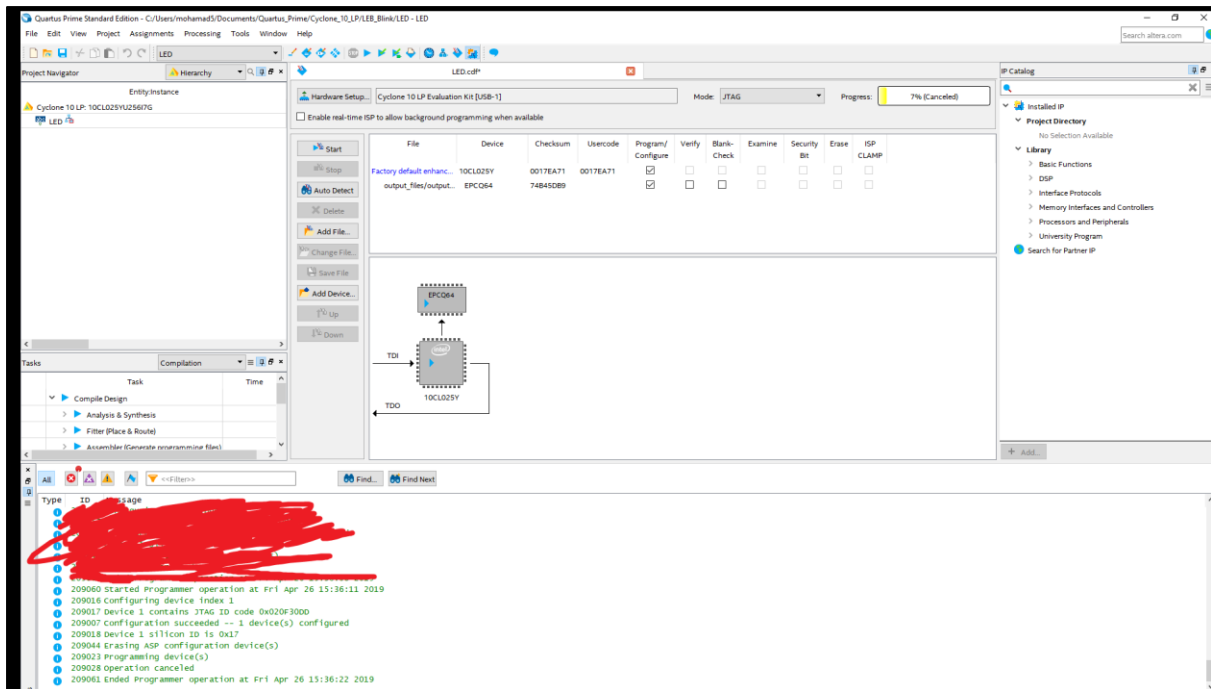 Quartus Prime Standard Edition - C:/Users/mohamad5/Documents/Quartus_Prime/Cyclone_10_LP/LEB_Blink/LED - LED
File Edit View Project Assignments Processing Tools Window Help
Search altera.com
LED
Project Navigator
Hierarchy
LED.cdf*
IP Catalog
Entity:Instance
Cyclone 10 LP: 10CL025YU256I7G
LED
Hardware Setup... Cyclone 10 LP Evaluation Kit [USB-1] Mode: JTAG Progress: 7% (Canceled)
Enable real-time ISP to allow background programming when available
Start
Stop
Auto Detect
Delete
Add File...
Change File...
Save File
Add Device...
Up
Down
File Device Checksum Usercode Program/Configure Verify Blank-Check Examine Security Bit Erase ISP CLAMP
Factory default enhanc... 10CL025Y 0017EA71 0017EA71
output_files/output... EPCQ64 74B45DB9
EPCQ64
TDI
intel
10CL025Y
TDO
Installed IP
Project Directory
No Selection Available
Library
Basic Functions
DSP
Interface Protocols
Memory Interfaces and Controllers
Processors and Peripherals
University Program
Search for Partner IP
+ Add...
Tasks Compilation
Task Time
Compile Design
Analysis & Synthesis
Fitter (Place & Route)
Assembler (Generate programming files)
All <<Filter>> Find... Find Next
Type ID Message
209060 Started Programmer operation at Fri Apr 26 15:36:11 2019
209016 Configuring device index 1
209017 Device 1 contains JTAG ID code 0x020F30DD
209007 Configuration succeeded -- 1 device(s) configured
209018 Device 1 silicon ID is 0x17
209044 Erasing ASP configuration device(s)
209023 Programming device(s)
209028 Operation canceled
209061 Ended Programmer operation at Fri Apr 26 15:36:22 2019